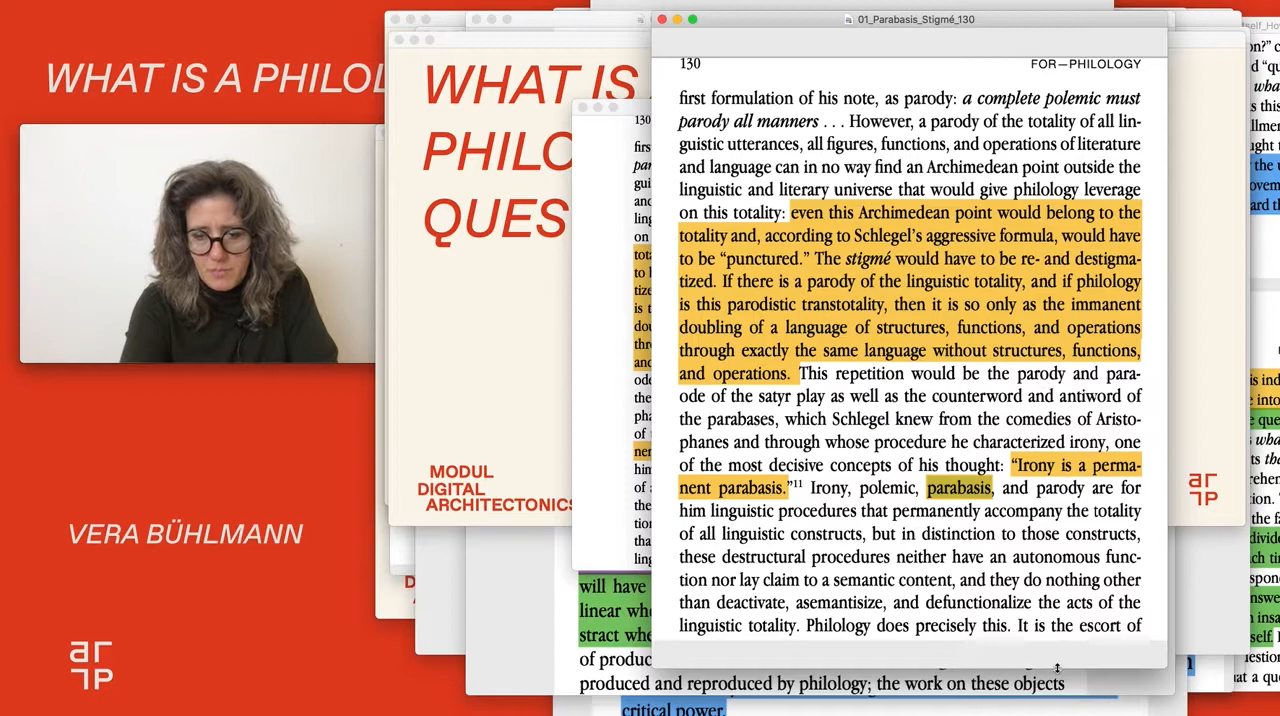 WHAT IS A PHILOL
VERA BÜHLMANN
ar
P
WHAT IS
PHILO
QUES
MODUL
DIGITAL
ARCHITECTONICS
ar
P
01_Parabasis_Stigmé_130
130
FOR—PHILOLOGY
first formulation of his note, as parody: a complete polemic must
parody all manners . . . However, a parody of the totality of all lin-
guistic utterances, all figures, functions, and operations of literature
and language can in no way find an Archimedean point outside the
linguistic and literary universe that would give philology leverage
on this totality: even this Archimedean point would belong to the
totality and, according to Schlegel's aggressive formula, would have
to be “punctured.” The stigmé would have to be re- and destigma-
tized. If there is a parody of the linguistic totality, and if philology
is this parodistic transtotality, then it is so only as the immanent
doubling of a language of structures, functions, and operations
through exactly the same language without structures, functions,
and operations. This repetition would be the parody and para-
ode of the satyr play as well as the counterword and antiword of
the parabases, which Schlegel knew from the comedies of Aristo-
phanes and through whose procedure he characterized irony, one
of the most decisive concepts of his thought: “Irony is a perma-
nent parabasis.”11 Irony, polemic, parabasis, and parody are for
him linguistic procedures that permanently accompany the totality
of all linguistic constructs, but in distinction to those constructs,
these destructural procedures neither have an autonomous func-
tion nor lay claim to a semantic content, and they do nothing other
than deactivate, asemantisize, and defunctionalize the acts of the
linguistic totality. Philology does precisely this. It is the escort of
will have
linear whe
stract whe
of produc
produced and reproduced by philology; the work on these objects
critical power.